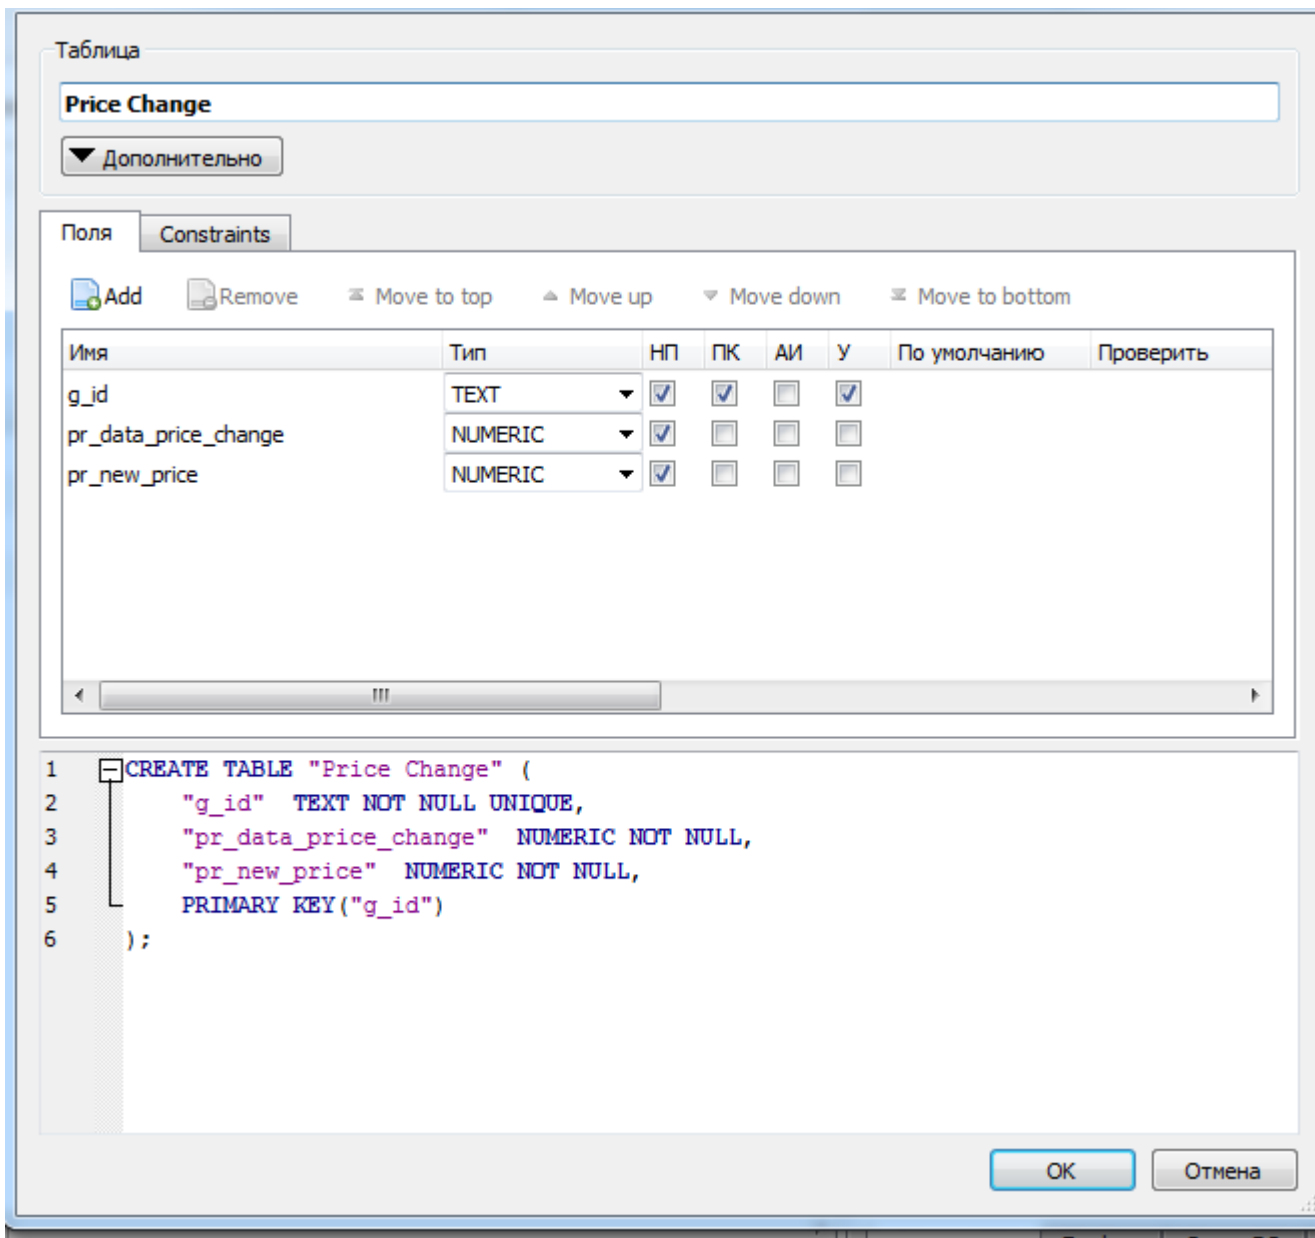 Таблица
Price Change
Дополнительно
Поля Constraints
Add Remove Move to top Move up Move down Move to bottom
Имя Тип НП ПК АИ У По умолчанию Проверить
g_id TEXT
pr_data_price_change NUMERIC
pr_new_price NUMERIC
1 CREATE TABLE "Price Change" (
2 "g_id" TEXT NOT NULL UNIQUE,
3 "pr_data_price_change" NUMERIC NOT NULL,
4 "pr_new_price" NUMERIC NOT NULL,
5 PRIMARY KEY("g_id")
6 );
OK Отмена